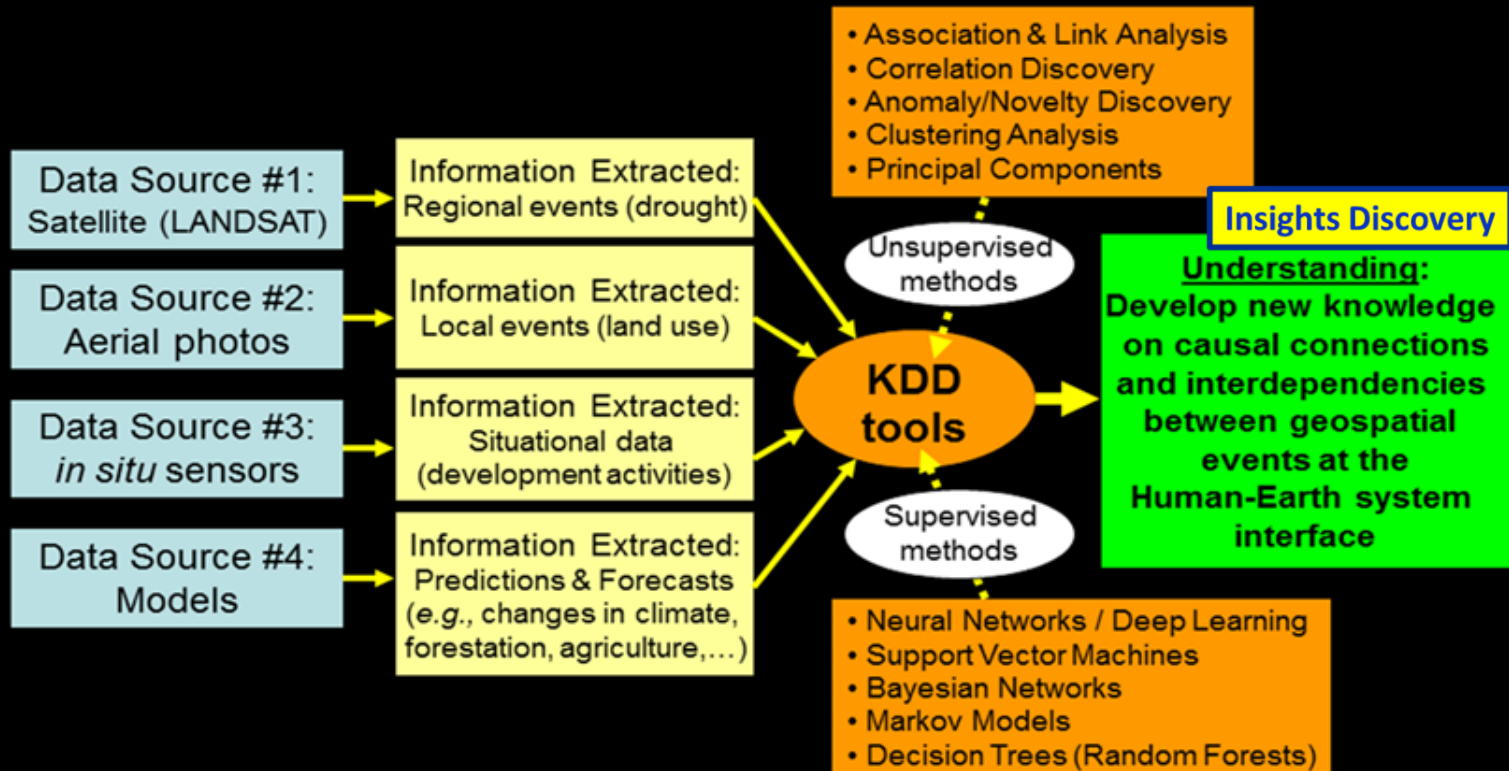 Data Source #1:
Satellite (LANDSAT)
Data Source #2:
Aerial photos
Data Source #3:
in situ sensors
Data Source #4:
Models
Information Extracted:
Regional events (drought)
Information Extracted:
Local events (land use)
Information Extracted:
Situational data
(development activities)
Information Extracted:
Predictions & Forecasts
(e.g., changes in climate,
forestation, agriculture,...)
• Association & Link Analysis
• Correlation Discovery
• Anomaly/Novelty Discovery
• Clustering Analysis
• Principal Components
Unsupervised
methods
KDD
tools
Supervised
methods
• Neural Networks / Deep Learning
• Support Vector Machines
• Bayesian Networks
• Markov Models
• Decision Trees (Random Forests)
Insights Discovery
Understanding:
Develop new knowledge
on causal connections
and interdependencies
between geospatial
events at the
Human-Earth system
interface